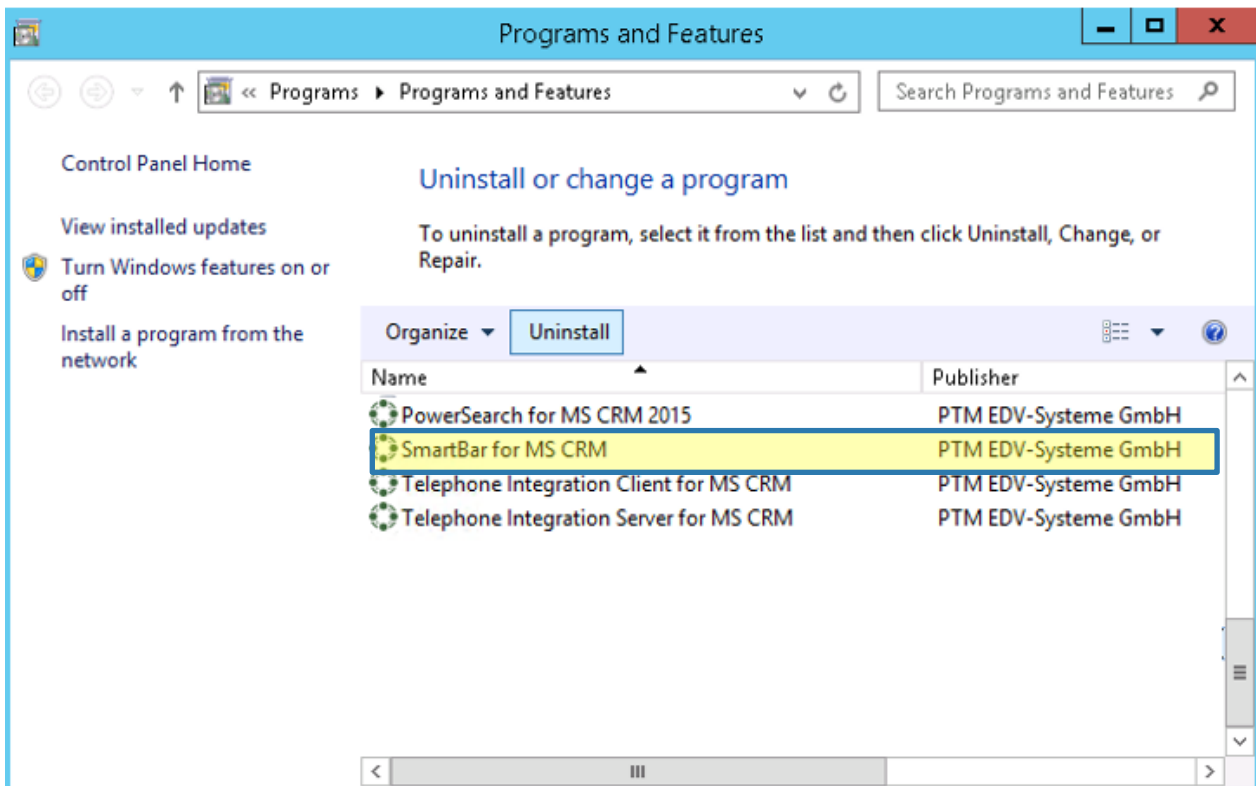 Programs and Features
« Programs ▸ Programs and Features
Search Programs and Features
Control Panel Home
View installed updates
Turn Windows features on or
off
Install a program from the
network
Uninstall or change a program
To uninstall a program, select it from the list and then click Uninstall, Change, or
Repair.
Organize Uninstall
Name Publisher
PowerSearch for MS CRM 2015 PTM EDV-Systeme GmbH
SmartBar for MS CRM PTM EDV-Systeme GmbH
Telephone Integration Client for MS CRM PTM EDV-Systeme GmbH
Telephone Integration Server for MS CRM PTM EDV-Systeme GmbH